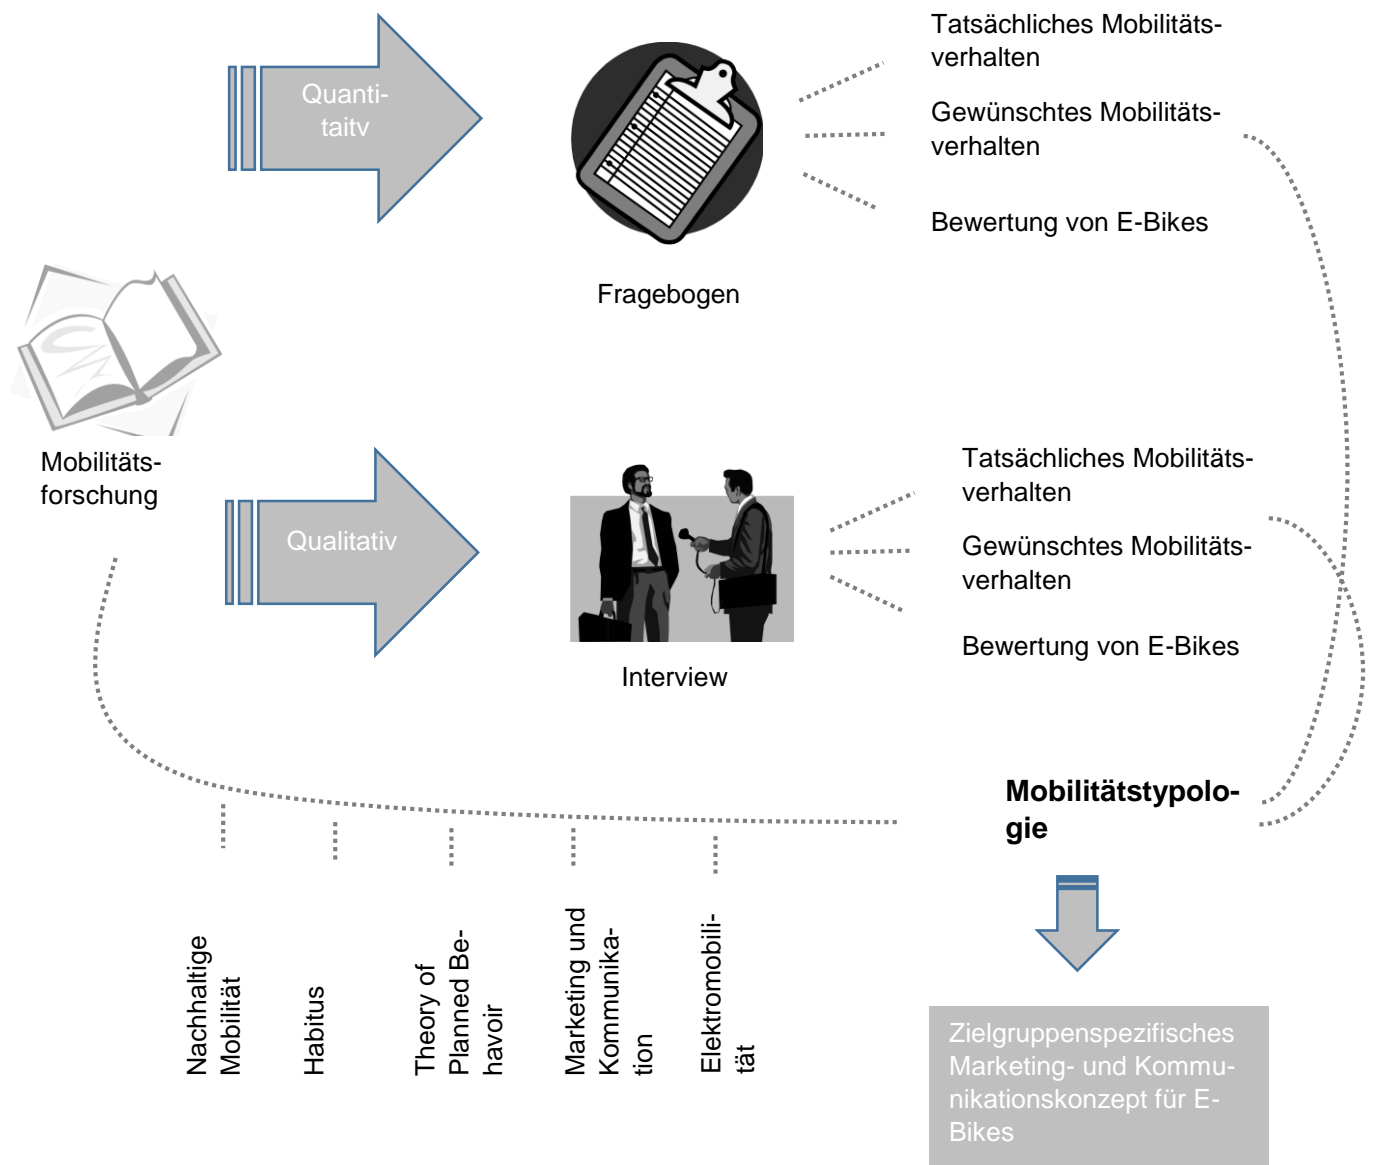 Quanti-
taitv
Fragebogen
Tatsächliches Mobilitäts-
verhalten
Gewünschtes Mobilitäts-
verhalten
Bewertung von E-Bikes
Mobilitäts-
forschung
Qualitativ
Interview
Tatsächliches Mobilitäts-
verhalten
Gewünschtes Mobilitäts-
verhalten
Bewertung von E-Bikes
Nachhaltige
Mobilität
Habitus
Theory of
Planned Be-
havoir
Marketing und
Kommunika-
tion
Elektromobili-
tät
Mobilitätstypolo-
gie
Zielgruppenspezifisches
Marketing- und Kommu-
nikationskonzept für E-
Bikes